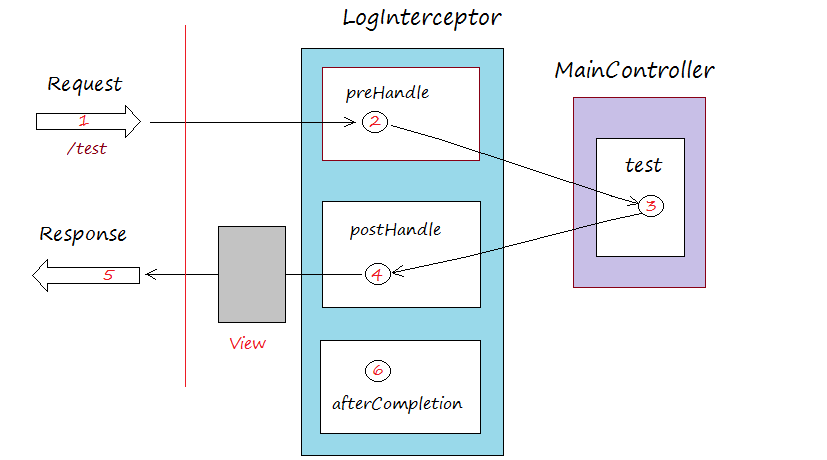 LogInterceptor
MainController
Request
1
/test
preHandle
2
test
3
Response
5
postHandle
4
View
6
afterCompletion